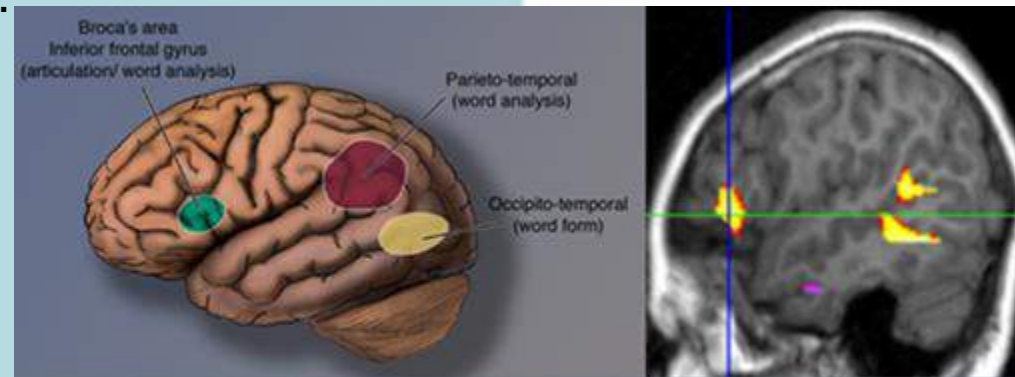 Broca's area
Inferior frontal gyrus
(articulation/ word analysis)
Parieto-temporal
(word analysis)
Occipito-temporal
(word form)